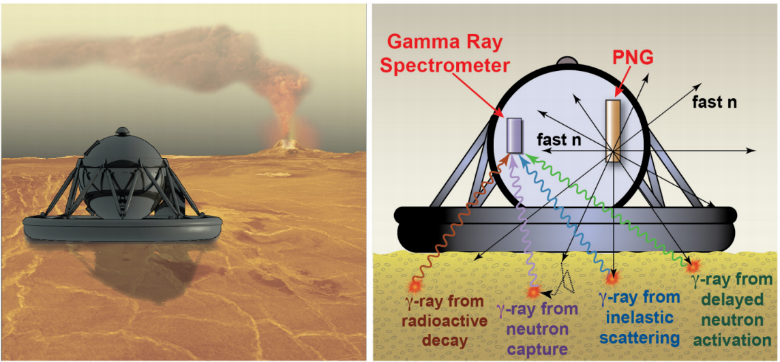 Gamma Ray
Spectrometer
PNG
fast n
fast n
γ-ray from
radioactive
decay
γ-ray from
neutron
capture
γ-ray from
inelastic
scattering
γ-ray from
delayed
neutron
activation